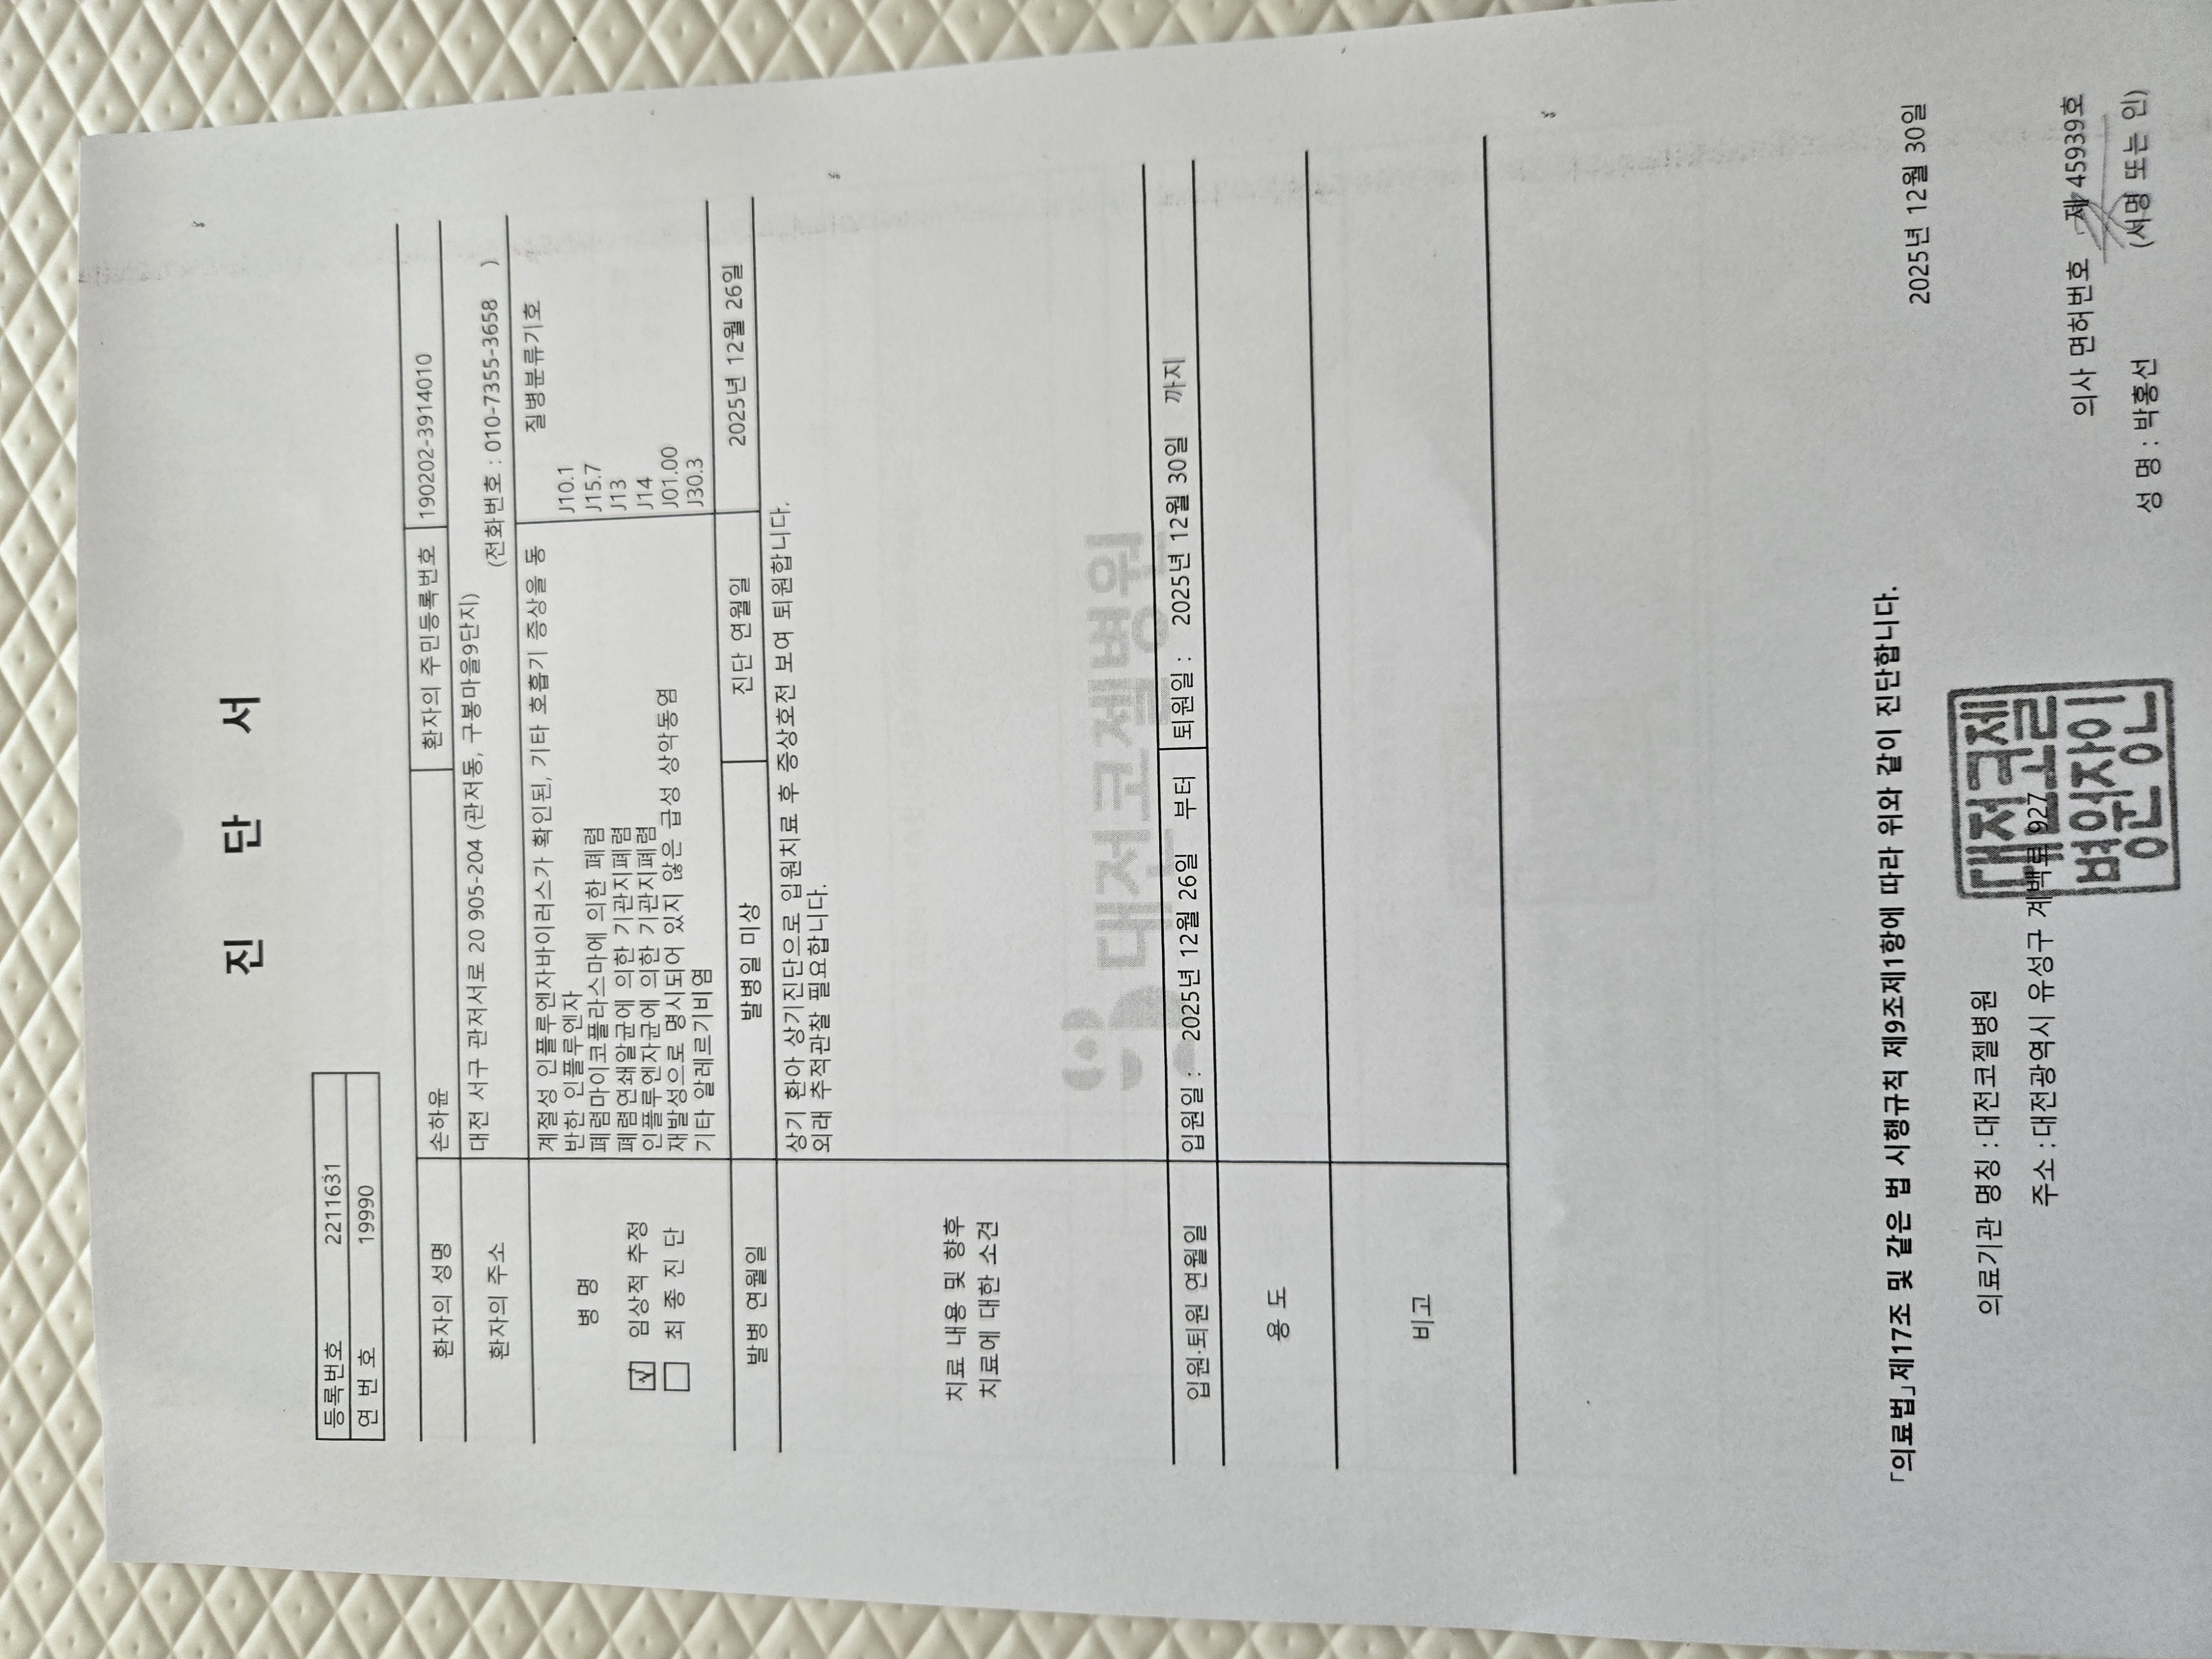 진 단 서
등록번호 2211631
연 번 호 19990
환자의 성명 손하윤 환자의 주민등록번호 190202-3914010
환자의 주소 대전 서구 관저서로 20 905-204 (관저동, 구봉마을9단지)
(전화번호 : 010-7355-3658 )
병 명
임상적 추정
최 종 진 단
계절성 인플루엔자바이러스가 확인된, 기타 호흡기 증상을 동
반한 인플루엔자
폐렴마이코플라스마에 의한 폐렴
폐렴연쇄알균에 의한 기관지폐렴
인플루엔자균에 의한 기관지폐렴
재발성으로 명시되어 있지 않은 급성 상악동염
기타 알레르기비염
질병분류기호
J10.1
J15.7
J13
J14
J01.00
J30.3
발병 연월일 발병일 미상 진단 연월일 2025년 12월 26일
치료 내용 및 향후
치료에 대한 소견
상기 환아 상기진단으로 입원치료 후 증상호전 보여 퇴원합니다.
외래 추적관찰 필요합니다.
대전코젤병원
입원·퇴원 연월일 입원일 : 2025년 12월 26일 부터 퇴원일 : 2025년 12월 30일 까지
용 도
비고
「의료법」제17조 및 같은 법 시행규칙 제9조제1항에 따라 위와 같이 진단합니다.
2025년 12월 30일
의료기관 명칭 : 대전코젤병원
주소 : 대전광역시 유성구 계백로 927
의사 면허번호 제 45939호
성 명 : 박홍선 (서명 또는 인)